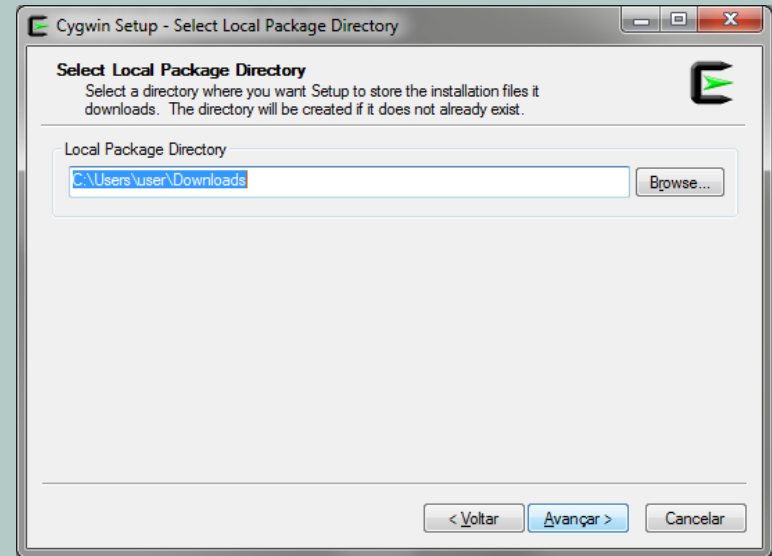 Cygwin Setup - Select Local Package Directory
Select Local Package Directory
Select a directory where you want Setup to store the installation files it
downloads. The directory will be created if it does not already exist.
Local Package Directory
C:\Users\user\Downloads
Browse...
< Voltar
Avançar >
Cancelar